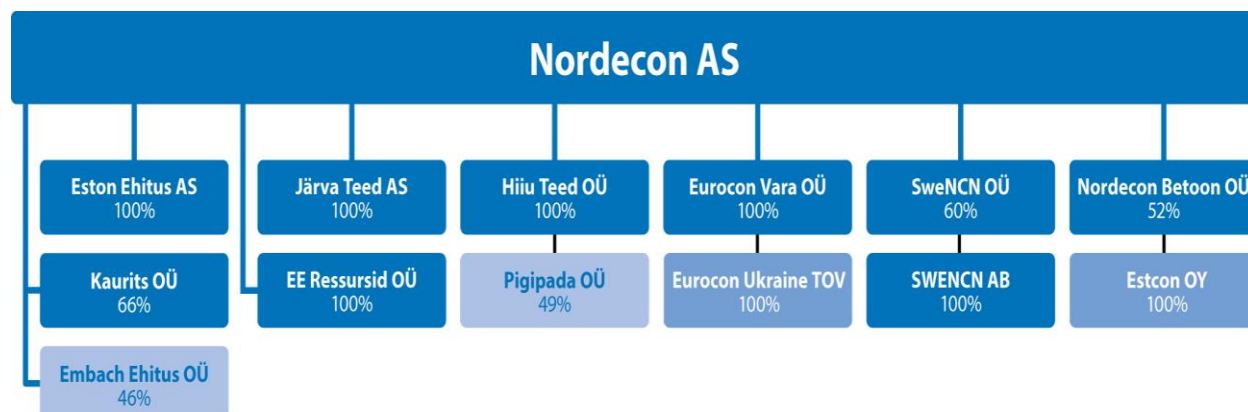 Nordecon AS
Eston Ehitus AS
100%
Järva Teed AS
100%
Hiiu Teed OÜ
100%
Eurocon Vara OÜ
100%
SweNCN OÜ
60%
Nordecon Betoon OÜ
52%
Kaurits OÜ
66%
EE Ressursid OÜ
100%
Pigipada OÜ
49%
Eurocon Ukraine TOV
100%
SWENCN AB
100%
Estcon OY
100%
Embach Ehitus OÜ
46%